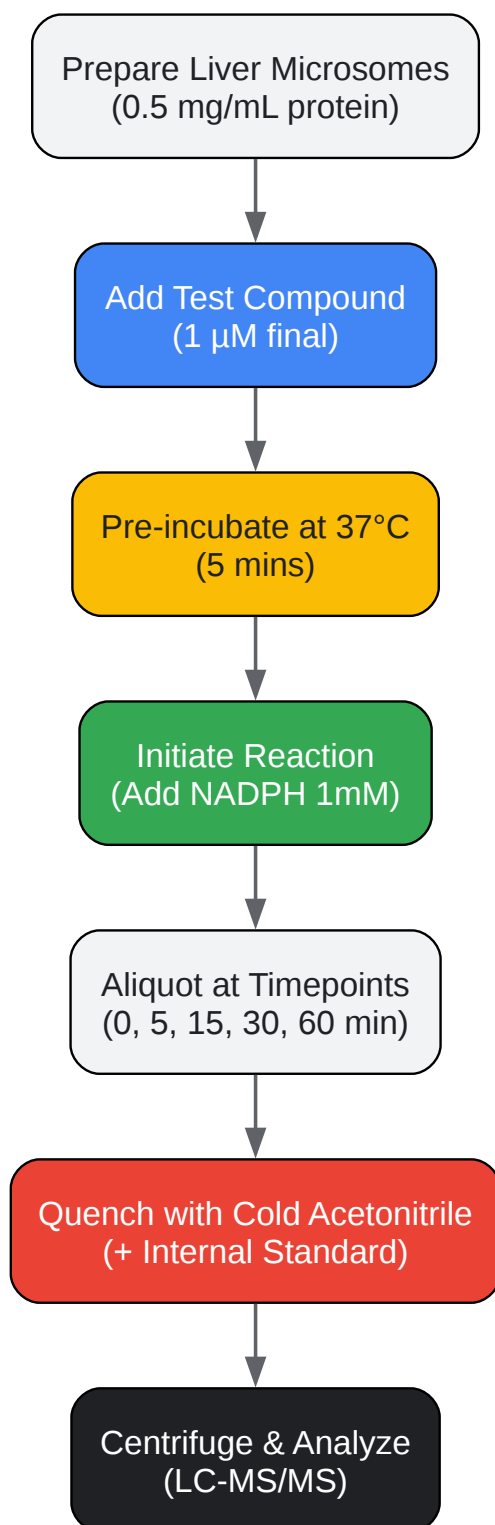 Prepare Liver Microsomes
(0.5 mg/mL protein)
Add Test Compound
(1 µM final)
Pre-incubate at 37°C
(5 mins)
Initiate Reaction
(Add NADPH 1mM)
Aliquot at Timepoints
(0, 5, 15, 30, 60 min)
Quench with Cold Acetonitrile
(+ Internal Standard)
Centrifuge & Analyze
(LC-MS/MS)